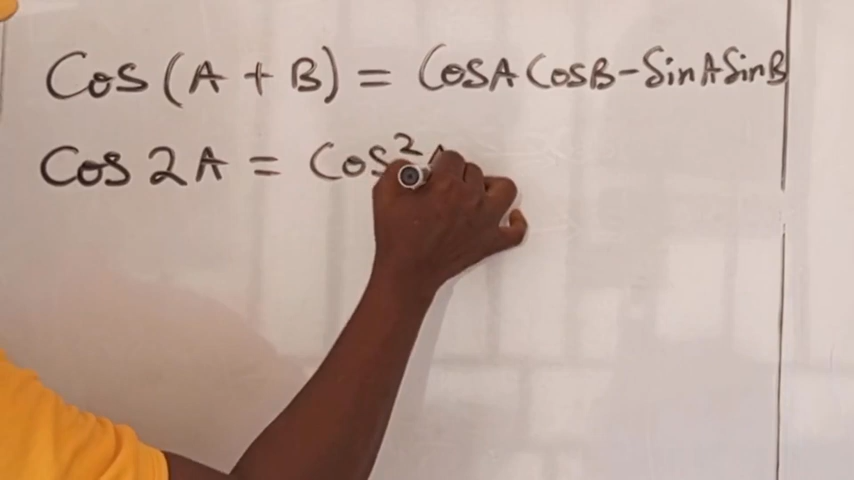 Cos(A + B) = CosA CosB - SinA SinB
Cos 2A = Cos²